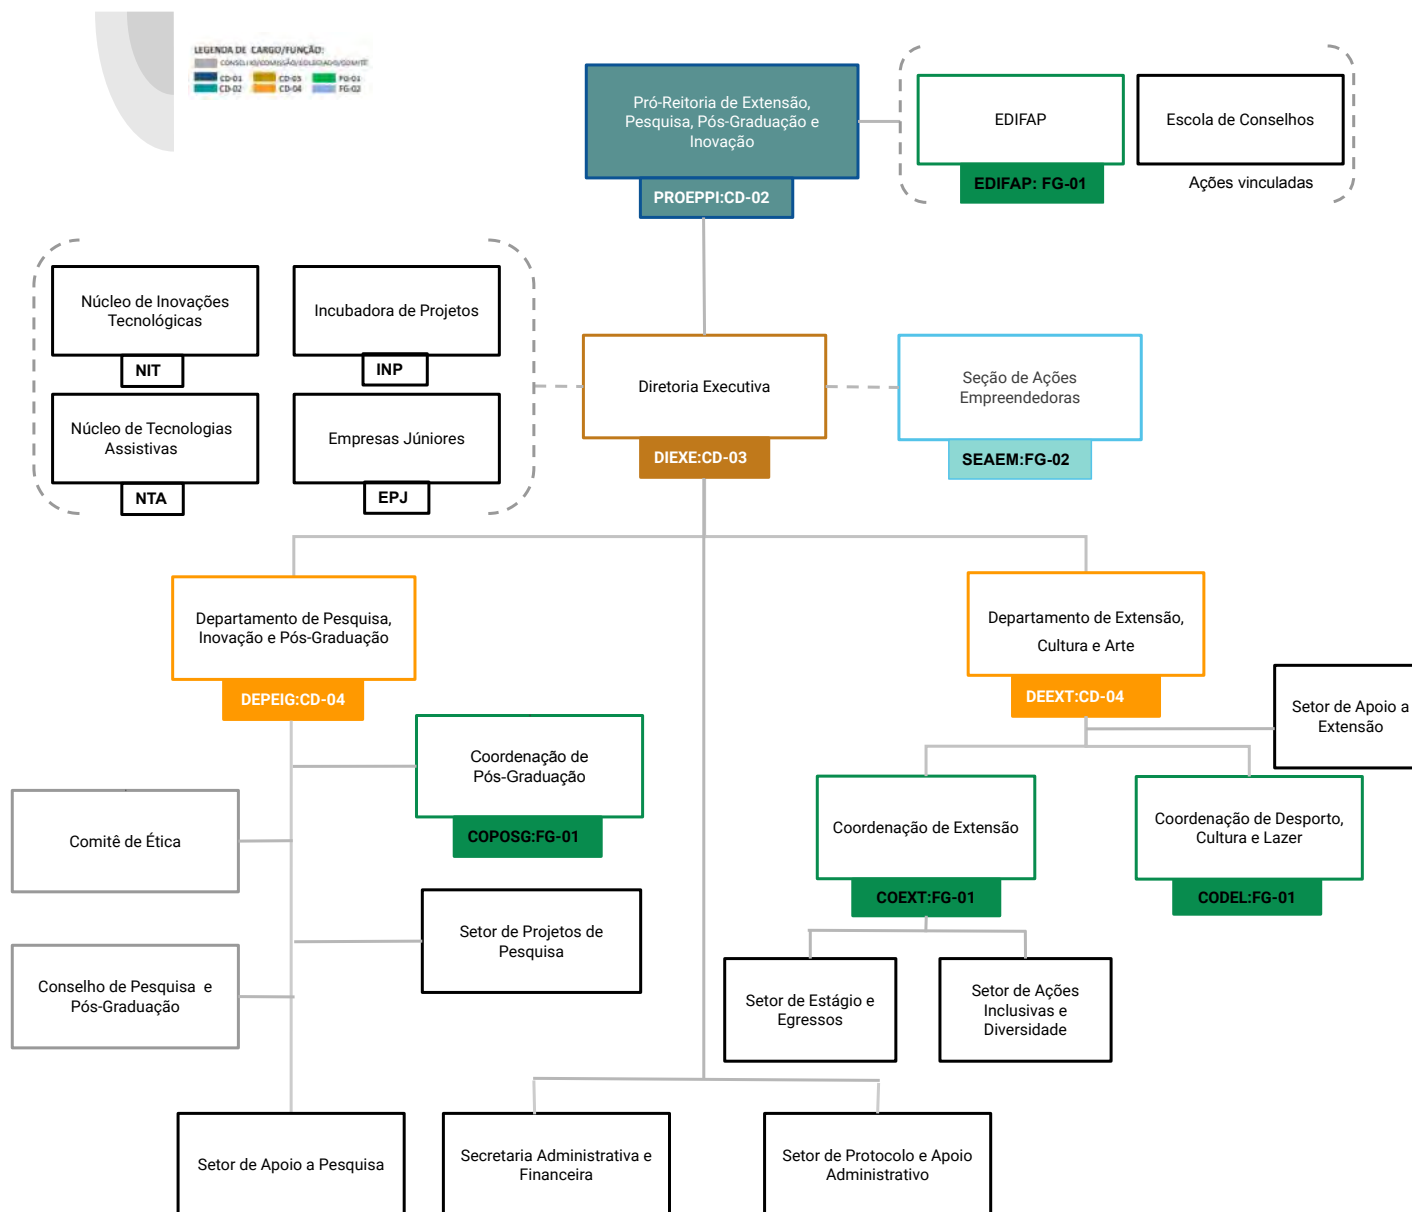 LEGENDA DE CARGO/FUNÇÃO:
CONSELHO/COMISSÃO/COLEGIADO/COMITÊ
CD-01
CD-03
FG-01
CD-02
CD-04
FG-02
Pró-Reitoria de Extensão,
Pesquisa, Pós-Graduação e
Inovação
PROEPPI:CD-02
EDIFAP
EDIFAP: FG-01
Escola de Conselhos
Ações vinculadas
Núcleo de Inovações
Tecnológicas
NIT
Incubadora de Projetos
INP
Núcleo de Tecnologias
Assistivas
NTA
Empresas Júniores
EPJ
Diretoria Executiva
DIEXE:CD-03
Seção de Ações
Empreendedoras
SEAEM:FG-02
Departamento de Pesquisa,
Inovação e Pós-Graduação
DEPEIG:CD-04
Departamento de Extensão,
Cultura e Arte
DEEXT:CD-04
Setor de Apoio a
Extensão
Coordenação de
Pós-Graduação
COPOSG:FG-01
Comitê de Ética
Coordenação de Extensão
COEXT:FG-01
Coordenação de Desporto,
Cultura e Lazer
CODEL:FG-01
Setor de Projetos de
Pesquisa
Conselho de Pesquisa e
Pós-Graduação
Setor de Estágio e
Egressos
Setor de Ações
Inclusivas e
Diversidade
Setor de Apoio a Pesquisa
Secretaria Administrativa e
Financeira
Setor de Protocolo e Apoio
Administrativo